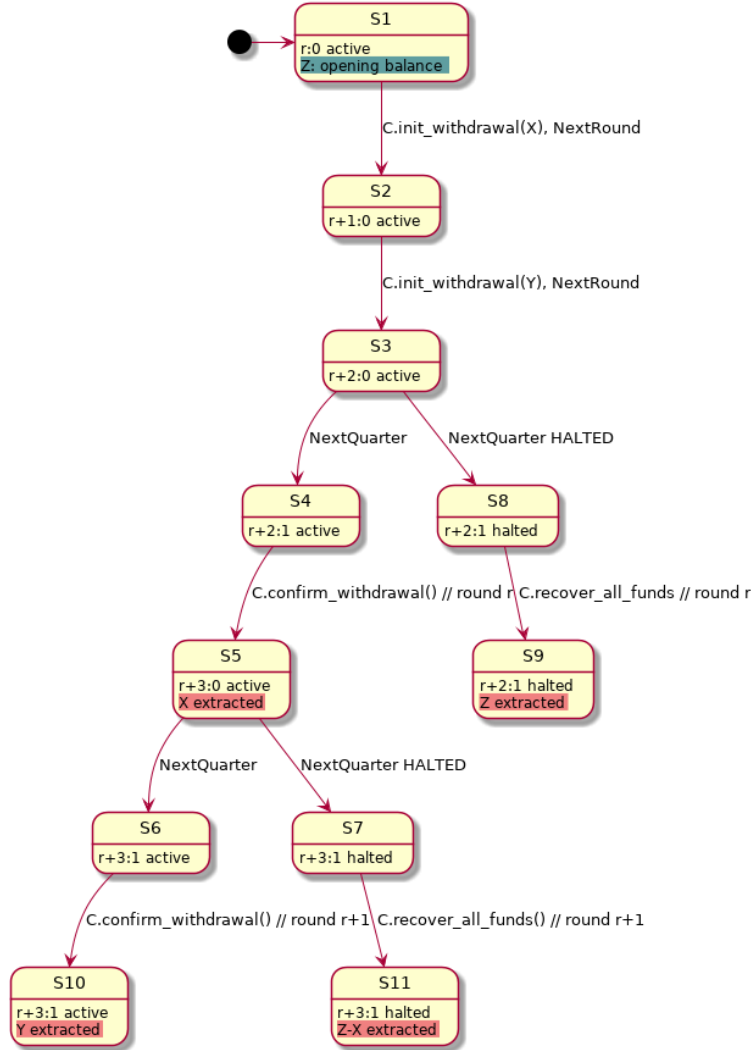 S1
r:0 active
Z: opening balance
C.init_withdrawal(X), NextRound
S2
r+1:0 active
C.init_withdrawal(Y), NextRound
S3
r+2:0 active
NextQuarter
NextQuarter HALTED
S4
r+2:1 active
S8
r+2:1 halted
C.confirm_withdrawal() // round r
C.recover_all_funds // round r
S5
r+3:0 active
X extracted
S9
r+2:1 halted
Z extracted
NextQuarter
NextQuarter HALTED
S6
r+3:1 active
S7
r+3:1 halted
C.confirm_withdrawal() // round r+1
C.recover_all_funds() // round r+1
S10
r+3:1 active
Y extracted
S11
r+3:1 halted
Z-X extracted